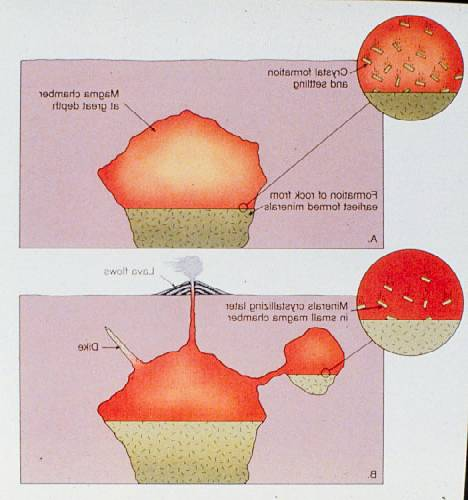 Crystal formation
and settling
Magma chamber
at great depth
Formation of rock from
earliest formed minerals
A.
Lava flows
Minerals crystallizing later
in small magma chamber
Dike
B.